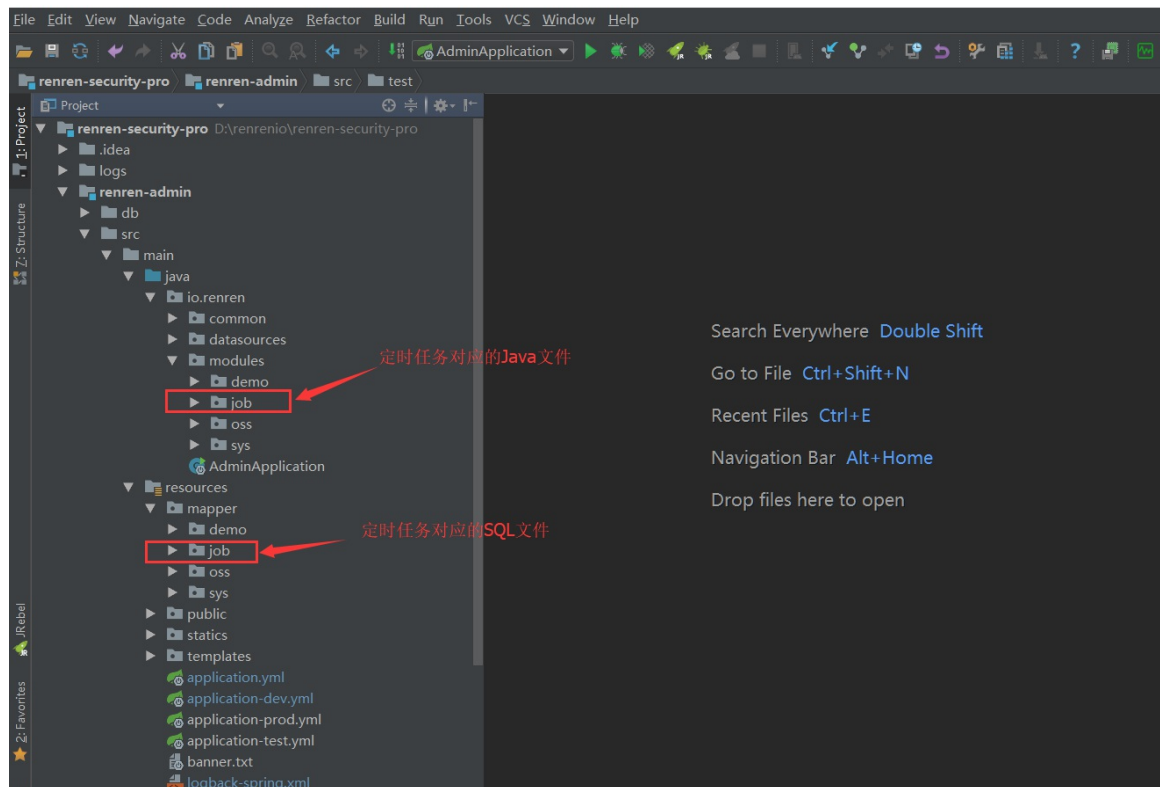 File Edit View Navigate Code Analyze Refactor Build Run Tools VCS Window Help
AdminApplication
renren-security-pro renren-admin src test
Project
1: Project
Z: Structure
JRebel
2: Favorites
renren-security-pro D:\renrenio\renren-security-pro
.idea
logs
renren-admin
db
src
main
java
io.renren
common
datasources
modules
定时任务对应的Java文件
demo
job
oss
sys
AdminApplication
resources
mapper
demo
定时任务对应的SQL文件
job
oss
sys
public
statics
templates
application.yml
application-dev.yml
application-prod.yml
application-test.yml
banner.txt
logback-spring.xml
Search Everywhere Double Shift
Go to File Ctrl+Shift+N
Recent Files Ctrl+E
Navigation Bar Alt+Home
Drop files here to open